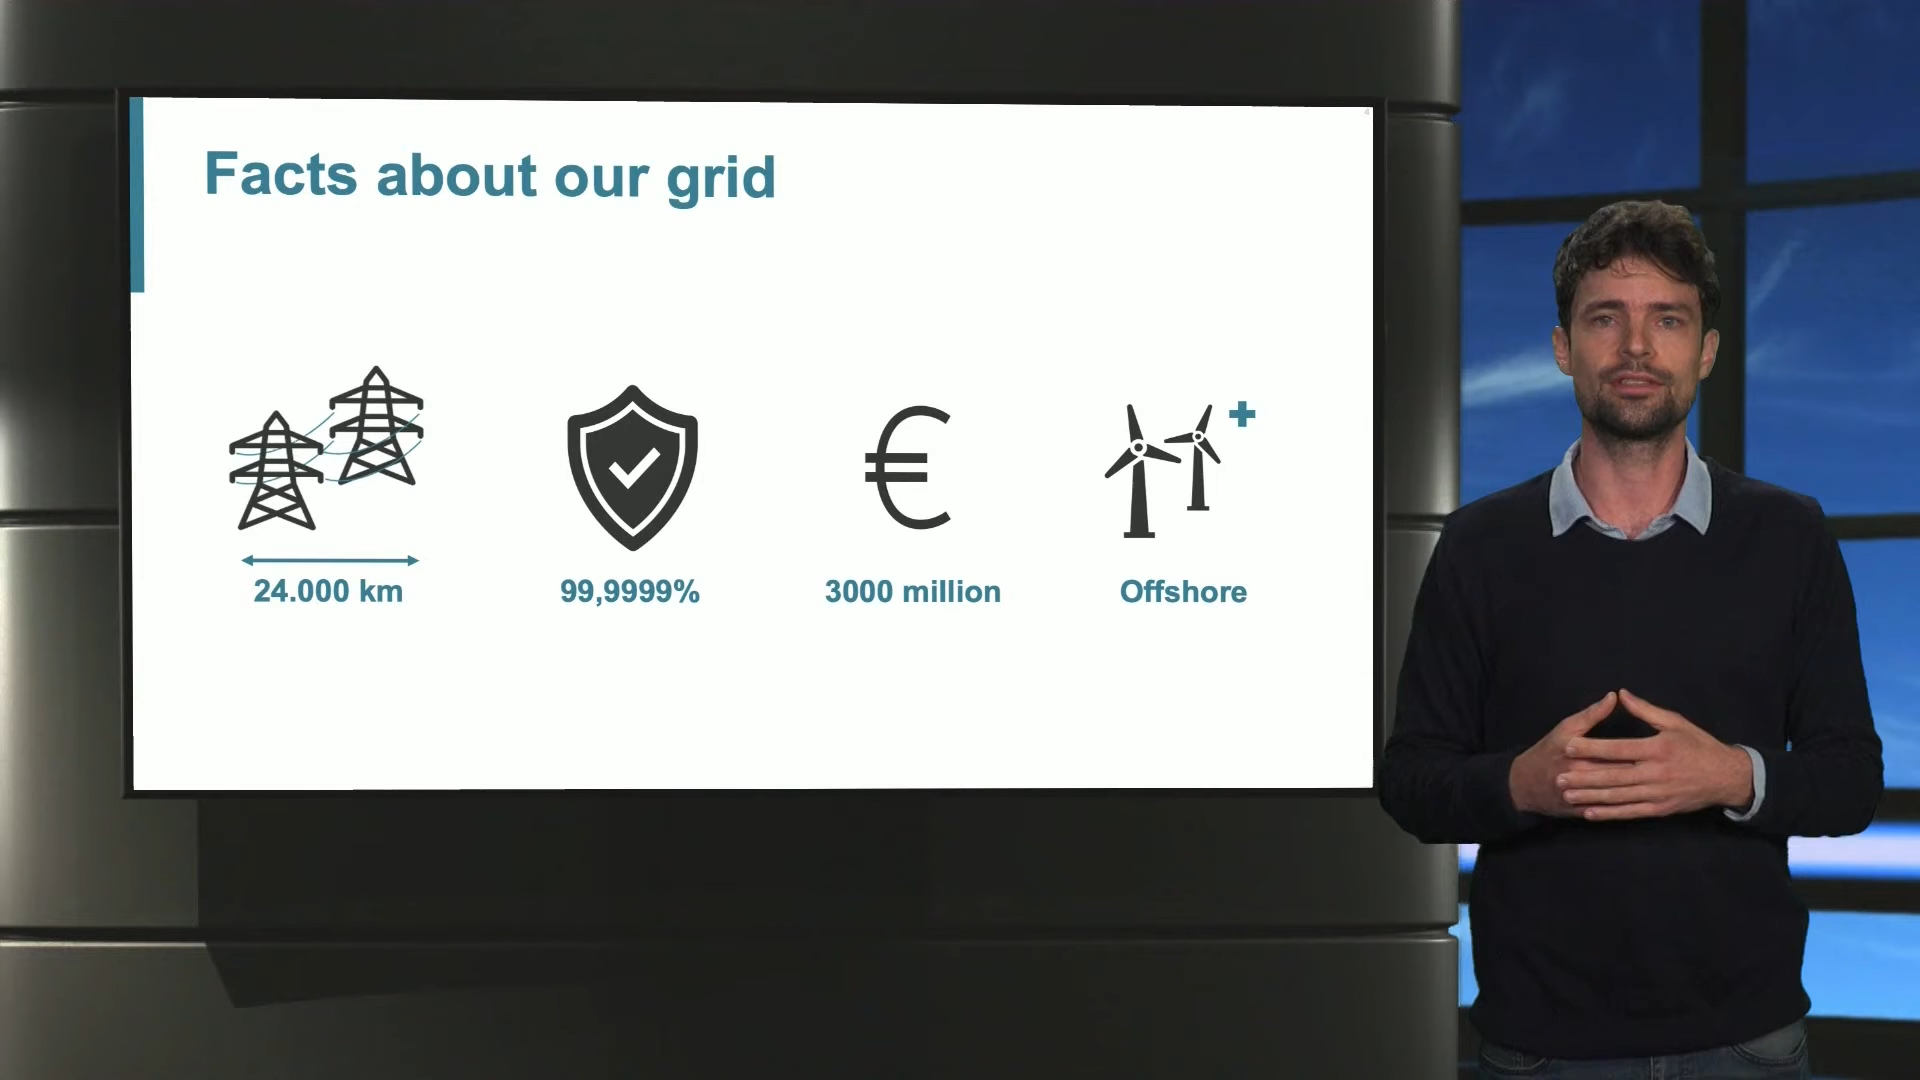 Facts about our grid
24.000 km
99,9999%
3000 million
Offshore